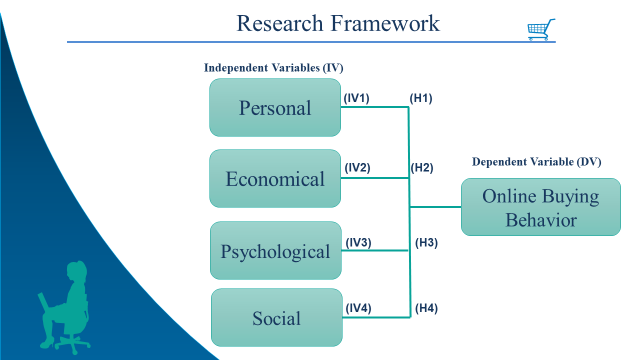 Research Framework
Independent Variables (IV)
Personal
(IV1)
(H1)
Economical
(IV2)
(H2)
Dependent Variable (DV)
Online Buying
Behavior
Psychological
(IV3)
(H3)
Social
(IV4)
(H4)